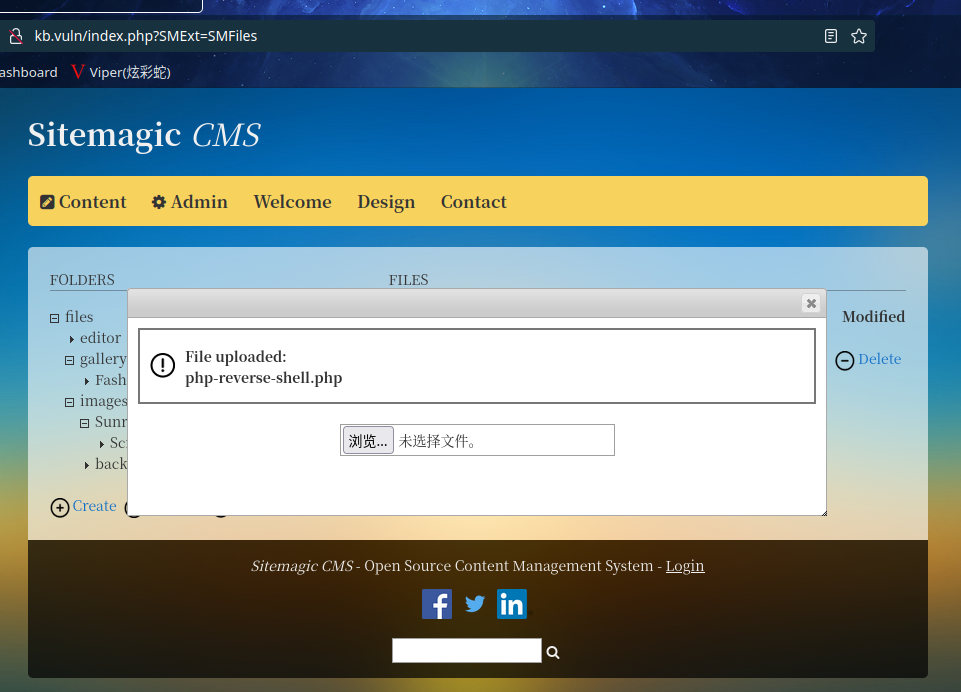 kb.vuln/index.php?SMExt=SMFiles
ashboard Viper(炫彩蛇)
Sitemagic CMS
Content Admin Welcome Design Contact
FOLDERS FILES
files Modified
editor
gallery Delete
Fash
images
Sunr
Sc
back
File uploaded:
php-reverse-shell.php
浏览... 未选择文件。
Create
Sitemagic CMS - Open Source Content Management System - Login